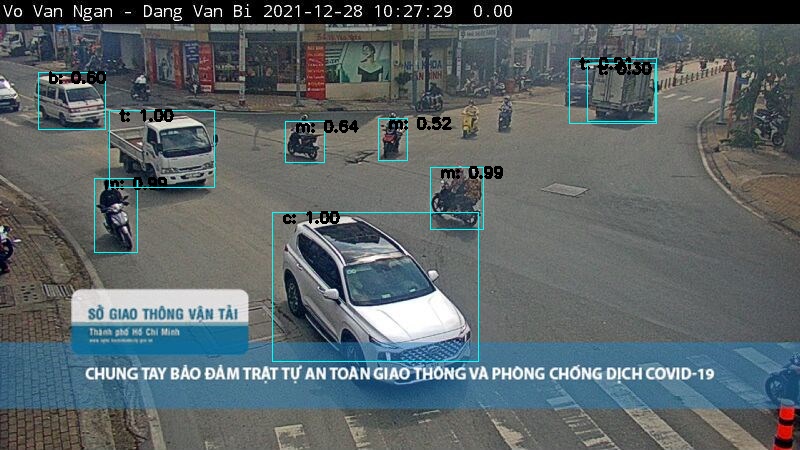 Vo Van Ngan - Dang Van Bi 2021-12-28 10:27:29 0.00
b: 0.60
t: 1.00
m: 0.64
m: 0.52
m: 0.99
m: 0.99
c: 1.00
SỞ GIAO THÔNG VẬN TẢI
Thành phố Hồ Chí Minh
CHUNG TAY BẢO ĐẢM TRẬT TỰ AN TOÀN GIAO THÔNG VÀ PHÒNG CHỐNG DỊCH COVID-19